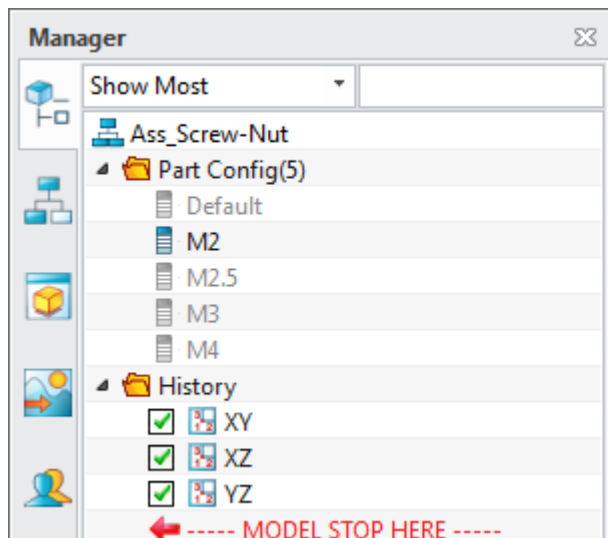 Manager
Show Most
Ass_Screw-Nut
Part Config(5)
Default
M2
M2.5
M3
M4
History
XY
XZ
YZ
----- MODEL STOP HERE -----